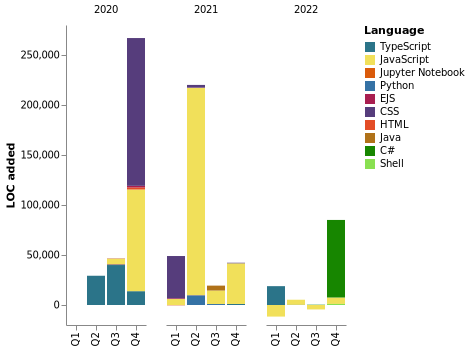 2020 2021 2022
Language
TypeScript
JavaScript
Jupyter Notebook
Python
EJS
CSS
HTML
Java
C#
Shell
LOC added
250,000
200,000
150,000
100,000
50,000
0
Q1 Q2 Q3 Q4 Q1 Q2 Q3 Q4 Q1 Q2 Q3 Q4